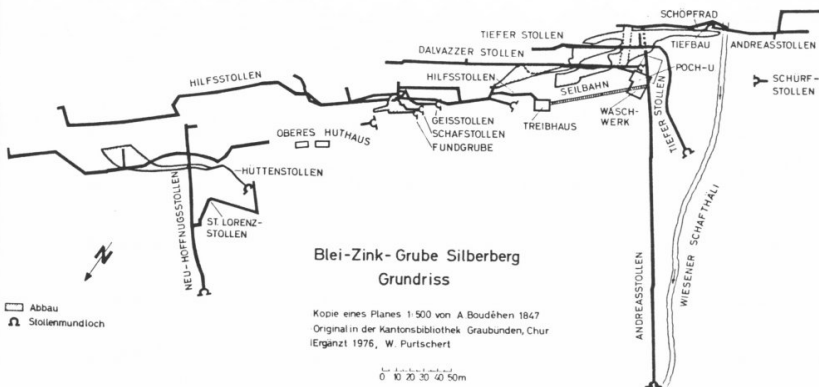 SCHÖPFRAD
TIEFER STOLLEN
DALVAZZER STOLLEN
TIEFBAU
ANDREASSTOLLEN
HILFSSTOLLEN
HILFSSTOLLEN
SEILBAHN
POCH-U
WASCH-
WERK
SCHÜRF-
STOLLEN
GEISSTOLLEN
SCHAFSTOLLEN
FUNDGRUBE
TREIBHAUS
TIEFER STOLLEN
OBERES HUTHAUS
HÜTTENSTOLLEN
NEU-HOFFNUGSSTOLLEN
ST. LORENZ-
STOLLEN
WIESENER SCHAFTHÄLI
ANDREASSTOLLEN
N
Blei-Zink-Grube Silberberg
Grundriss
Abbau
Stollenmundloch
Kopie eines Planes 1:500 von A. Boudéhen 1847
Original in der Kantonsbibliothek Graubünden, Chur
(Ergänzt 1976, W. Purtschert
0 10 20 30 40 50m